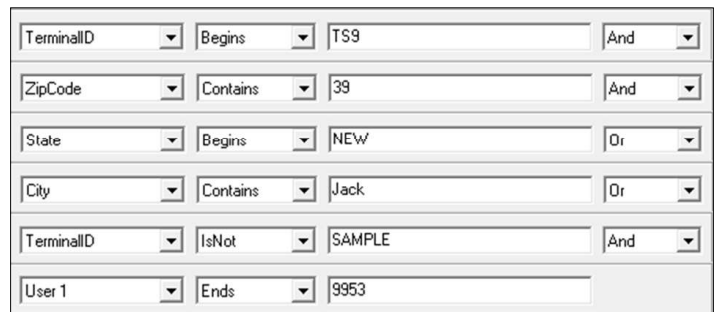 TerminalID Begins TS9 And
ZipCode Contains 39 And
State Begins NEW Or
City Contains Jack Or
TerminalID IsNot SAMPLE And
User 1 Ends 9953